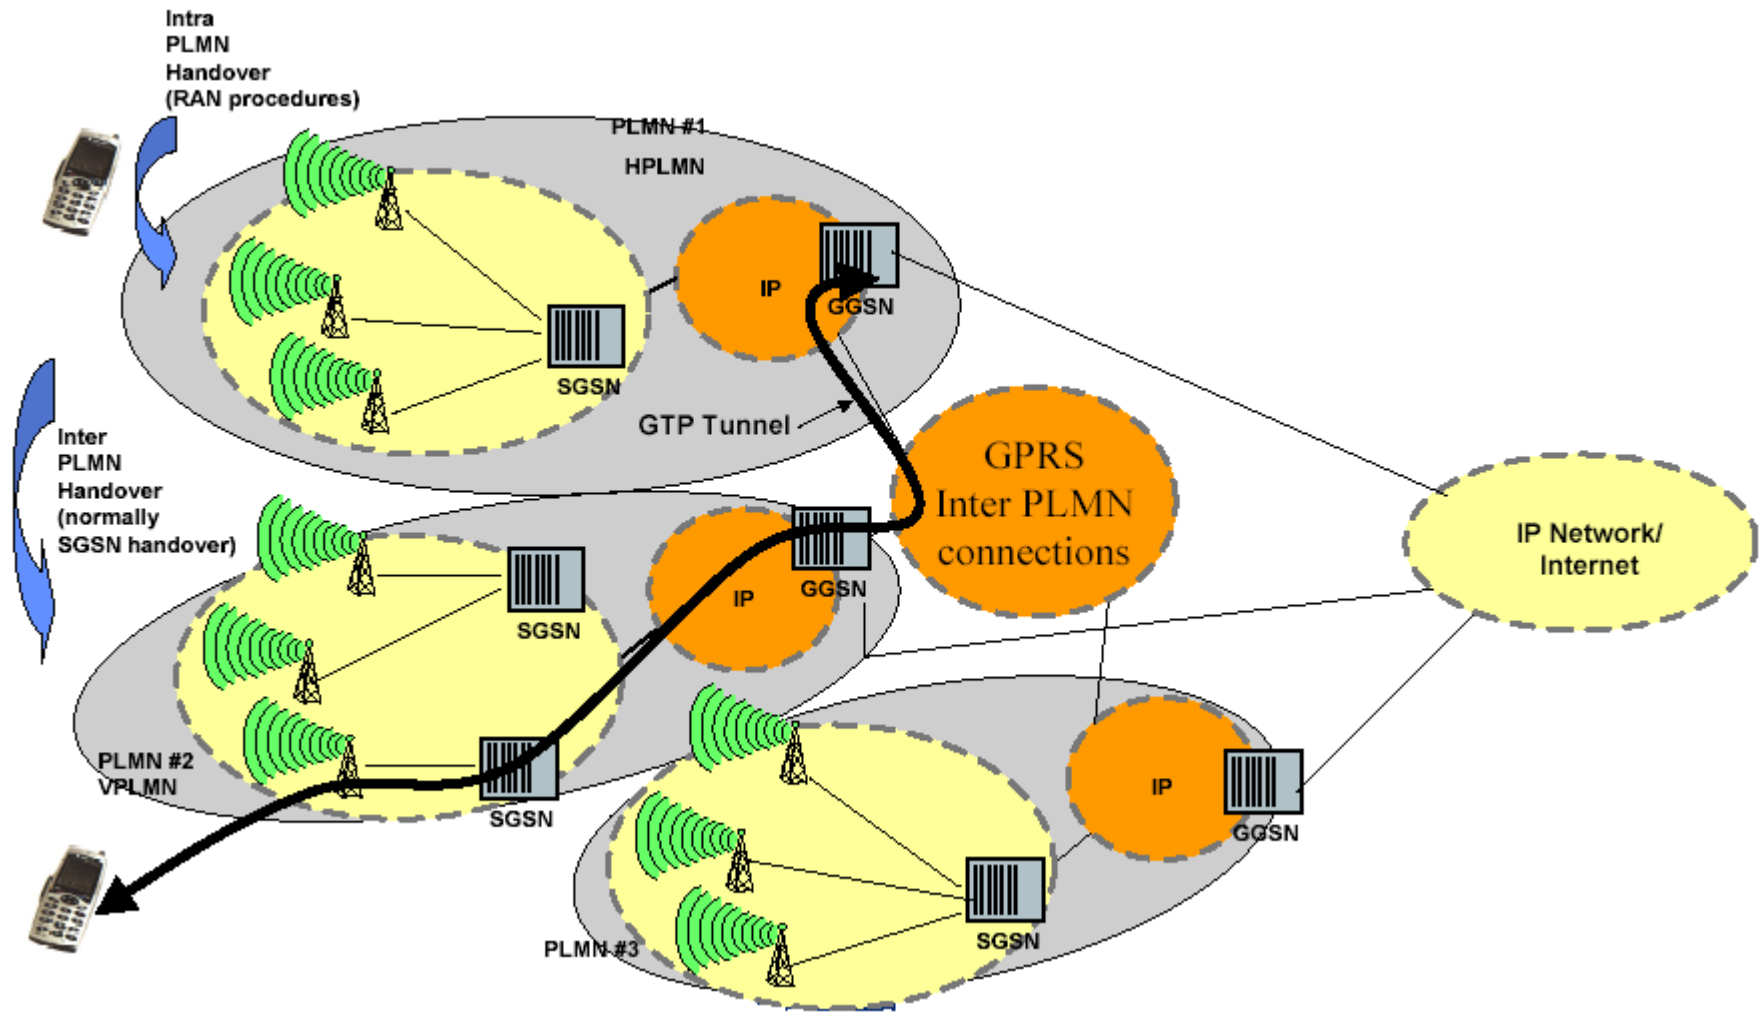 Intra
PLMN
Handover
(RAN procedures)
PLMN #1
HPLMN
IP
GGSN
SGSN
GTP Tunnel
Inter
PLMN
Handover
(normally
SGSN handover)
GPRS
Inter PLMN
connections
IP Network/
Internet
SGSN
IP
GGSN
PLMN #2
VPLMN
SGSN
IP
GGSN
SGSN
PLMN #3